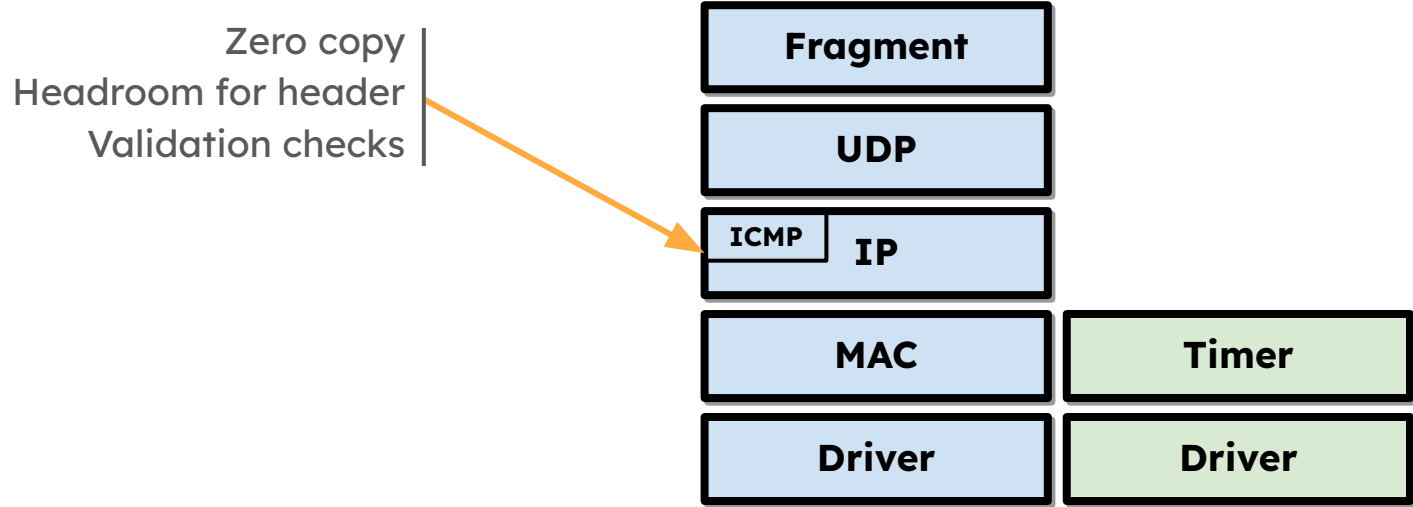 Zero copy
Headroom for header
Validation checks
Fragment
UDP
ICMP
IP
MAC
Timer
Driver
Driver